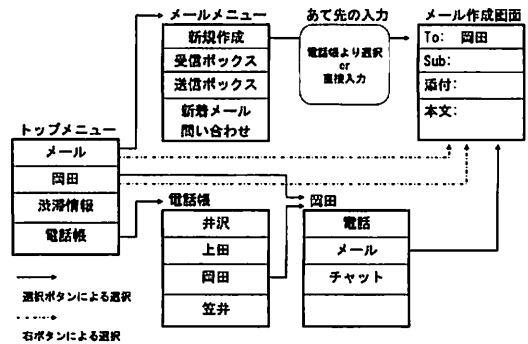 メールメニュー
新規作成
受信ボックス
送信ボックス
新着メール
問い合わせ
あて先の入力
電話帳より選択
or
直接入力
メール作成画面
To: 岡田
Sub:
添付:
本文:
トップメニュー
メール
岡田
渋滞情報
電話帳
電話帳
井沢
上田
岡田
笠井
岡田
電話
メール
チャット
選択ボタンによる選択
右ボタンによる選択